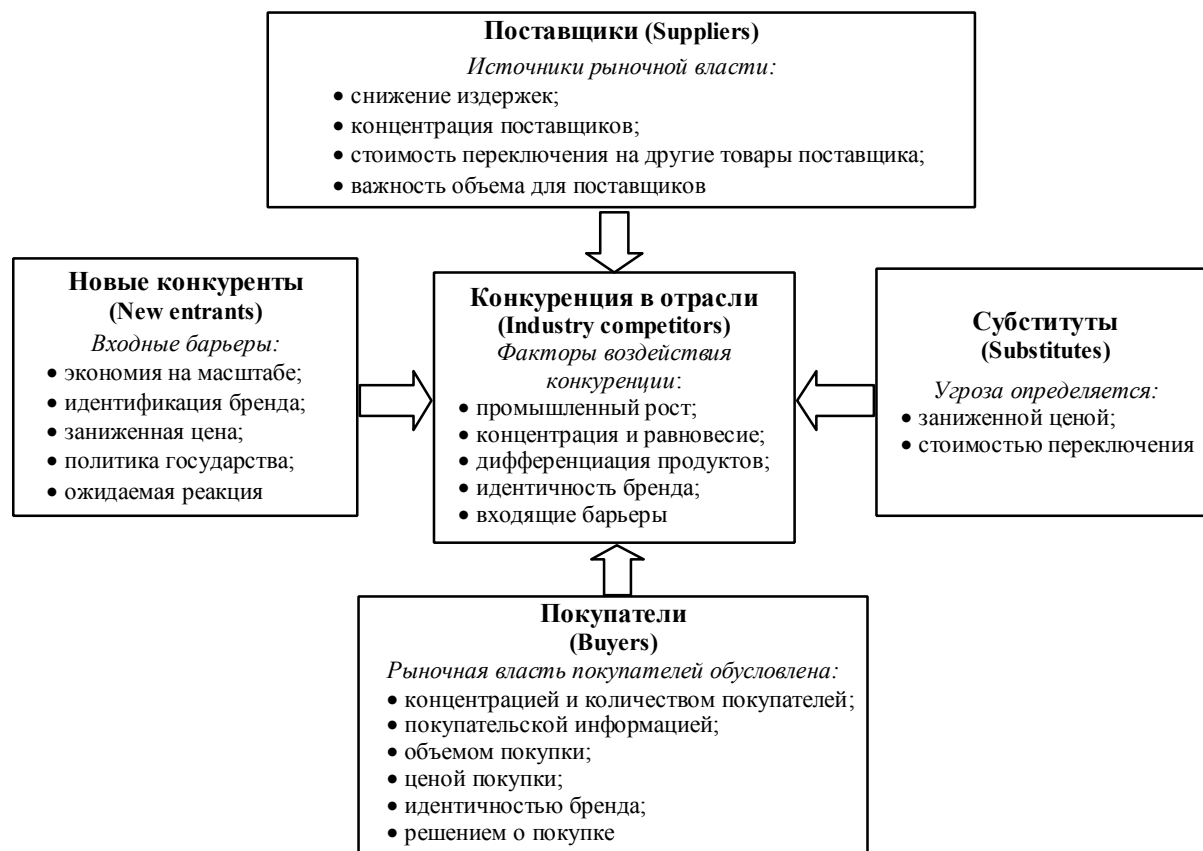 Поставщики (Suppliers)
Источники рыночной власти:
• снижение издержек;
• концентрация поставщиков;
• стоимость переключения на другие товары поставщика;
• важность объема для поставщиков
Новые конкуренты
(New entrants)
Входные барьеры:
• экономия на масштабе;
• идентификация бренда;
• заниженная цена;
• политика государства;
• ожидаемая реакция
Конкуренция в отрасли
(Industry competitors)
Факторы воздействия
конкуренции:
• промышленный рост;
• концентрация и равновесие;
• дифференциация продуктов;
• идентичность бренда;
• входящие барьеры
Субституты
(Substitutes)
Угроза определяется:
• заниженной ценой;
• стоимостью переключения
Покупатели
(Buyers)
Рыночная власть покупателей обусловлена:
• концентрацией и количеством покупателей;
• покупательской информацией;
• объемом покупки;
• ценой покупки;
• идентичностью бренда;
• решением о покупке